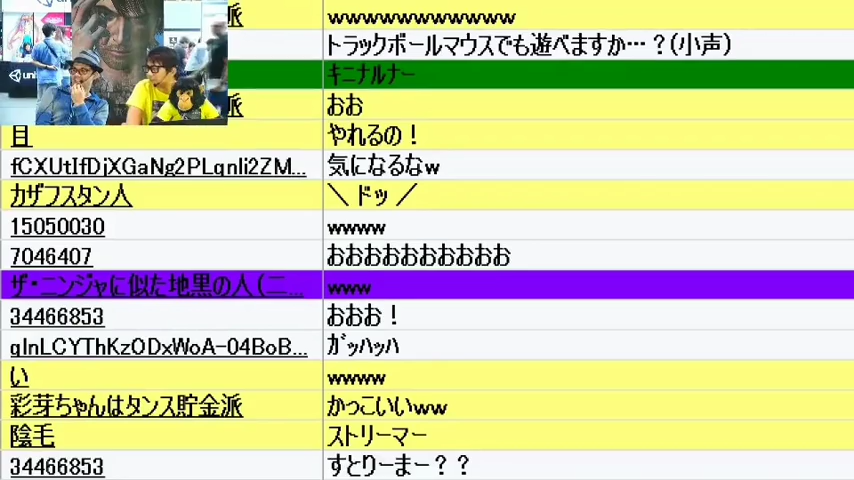 派 wwwwwwwwwwwww
トラックボールマウスでも遊べますか…？(小声)
キニナルナー
派 おお
目 やれるの！
fCXUtIfDjXGaNg2PLqnli2ZM... 気になるなw
カザフスタン人 ＼ ドッ ／
15050030 wwww
7046407 おおおおおおおおおお
ザ・ニンジャに似た地黒の人(ニ... www
34466853 おおお！
qInLCYThKzODxWoA-04BoB... ｶﾞｯﾊｯﾊ
い wwww
彩芽ちゃんはタンス貯金派 かっこいいww
陰毛 ストリーマー
34466853 すとりーまー？？